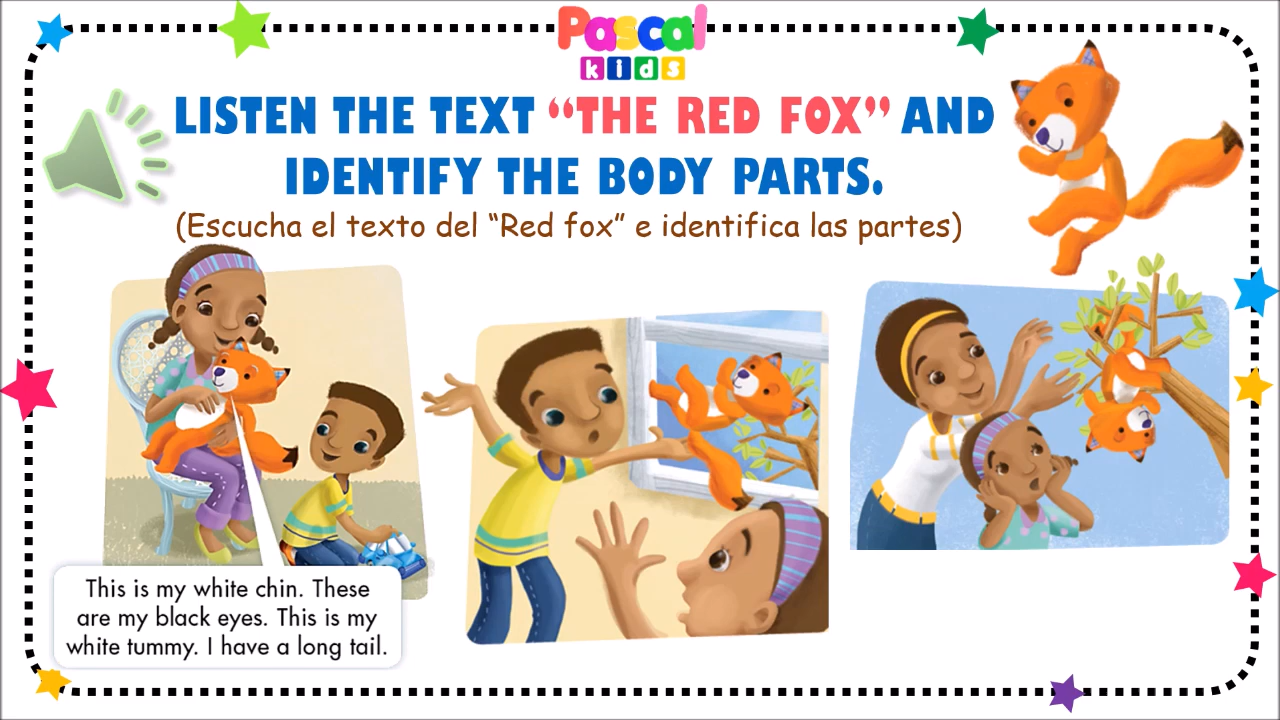 Pascal
kids
LISTEN THE TEXT “THE RED FOX” AND
IDENTIFY THE BODY PARTS.
(Escucha el texto del “Red fox” e identifica las partes)
This is my white chin. These
are my black eyes. This is my
white tummy. I have a long tail.